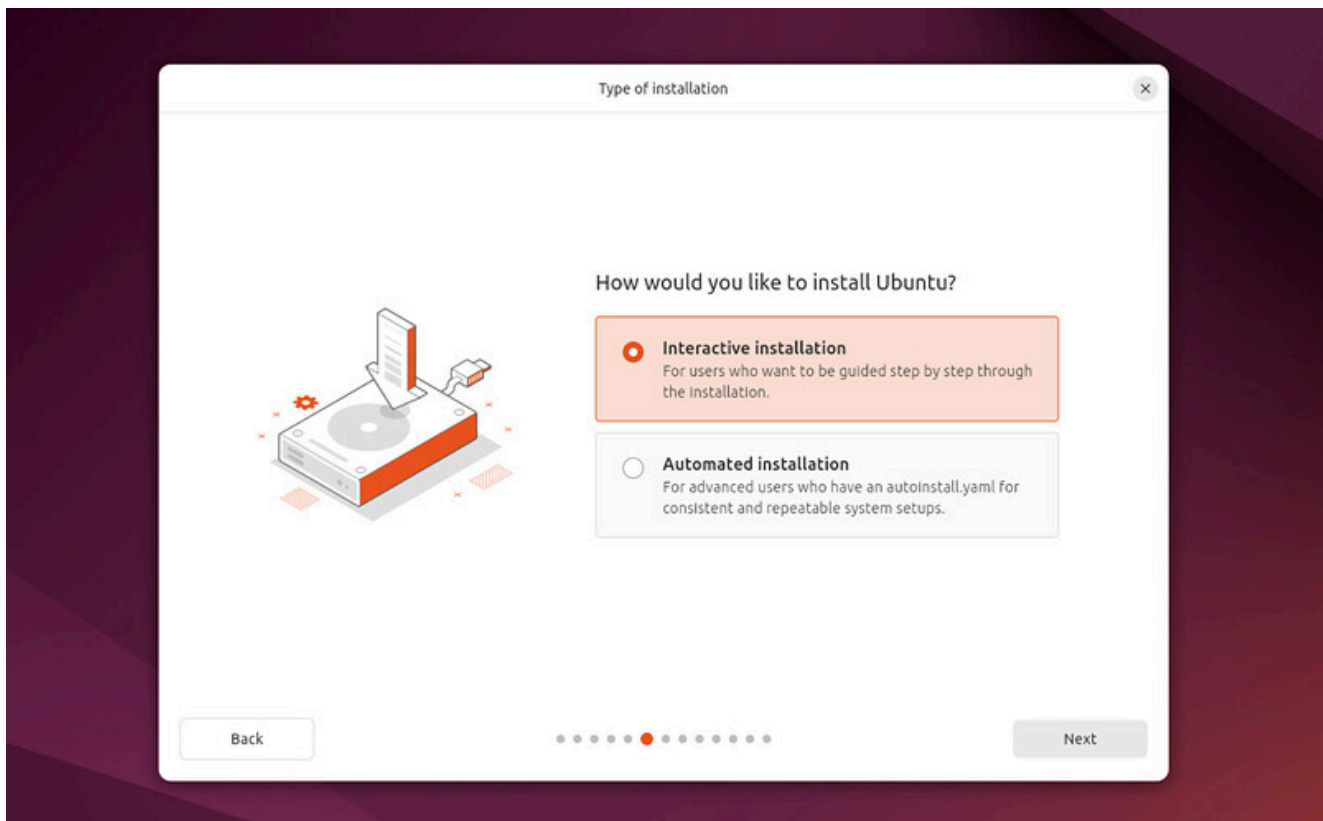 Type of installation
How would you like to install Ubuntu?
Interactive installation
For users who want to be guided step by step through
the installation.
Automated installation
For advanced users who have an autoinstall.yaml for
consistent and repeatable system setups.
Back
Next